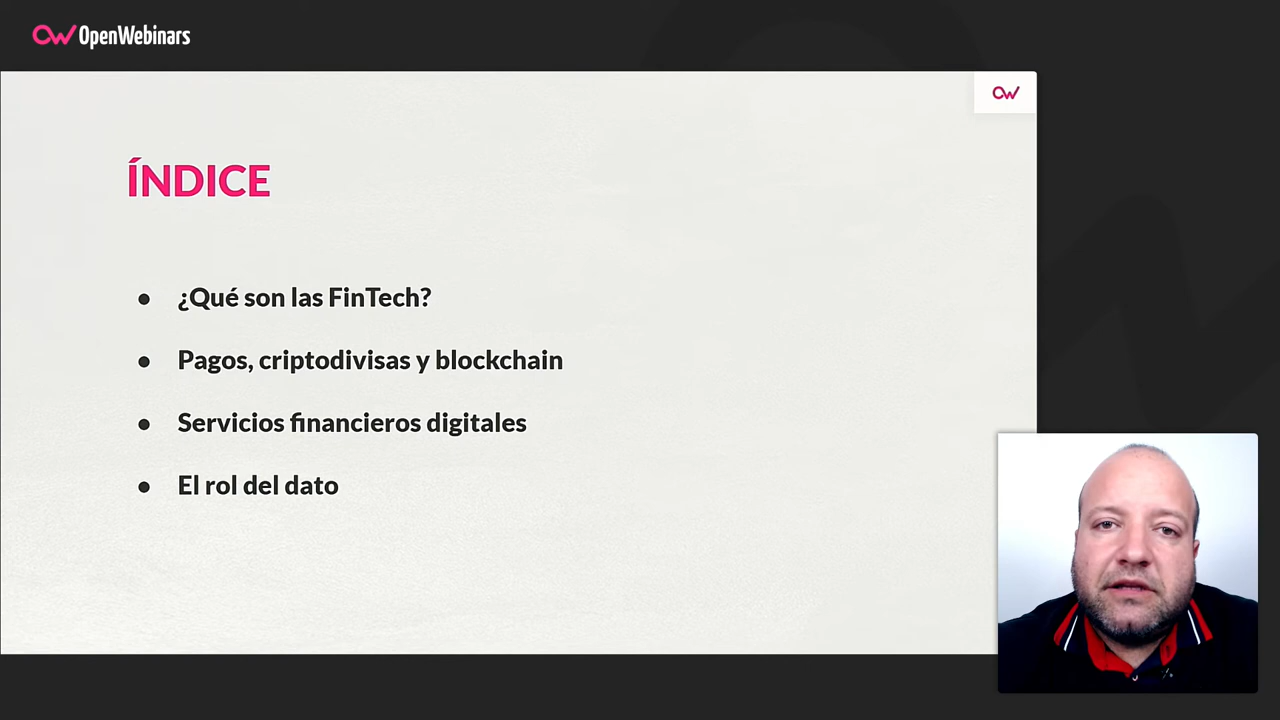 OpenWebinars
ÍNDICE
● ¿Qué son las FinTech?
● Pagos, criptodivisas y blockchain
● Servicios financieros digitales
● El rol del dato